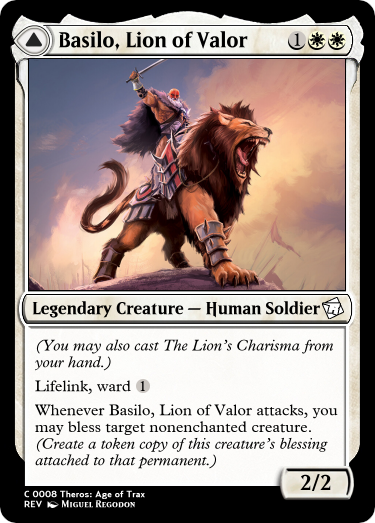 Basilo, Lion of Valor 1
Legendary Creature — Human Soldier
(You may also cast The Lion's Charisma from
your hand.)
Lifelink, ward 1
Whenever Basilo, Lion of Valor attacks, you
may bless target nonenchanted creature.
(Create a token copy of this creature's blessing
attached to that permanent.)
2/2
C 0008 Theros: Age of Trax
REV Miguel Regodon